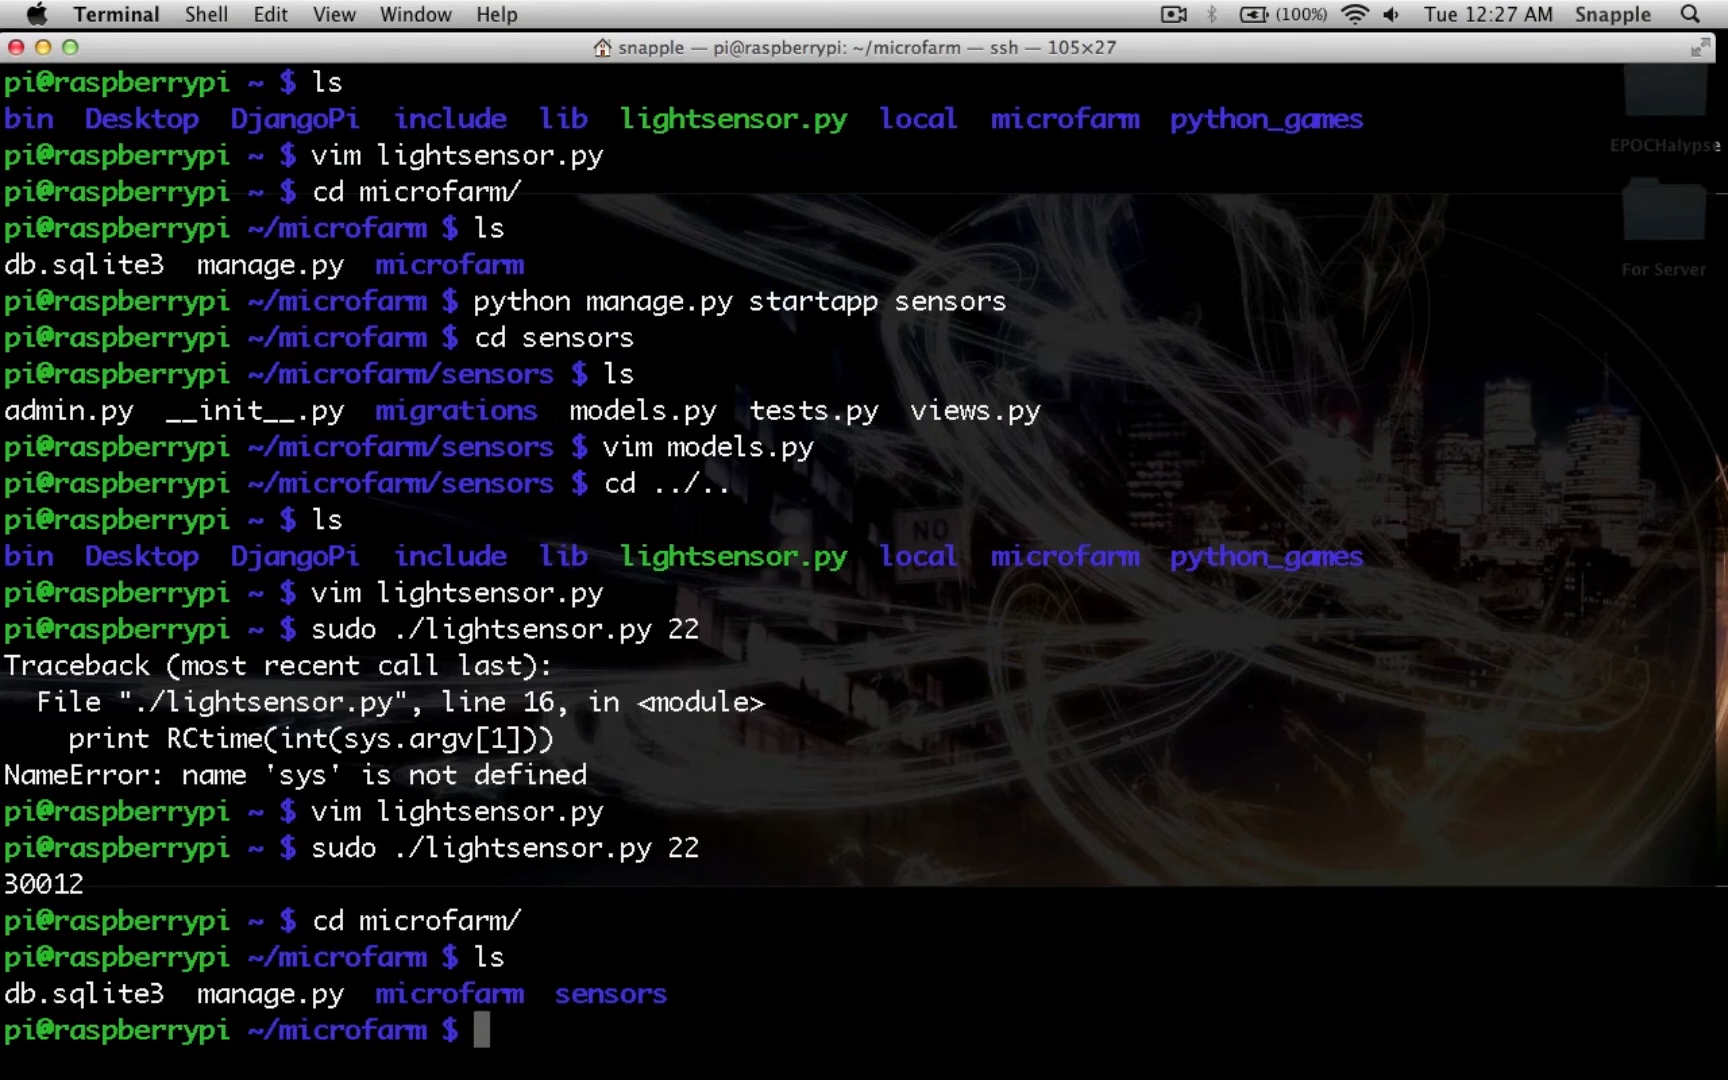 Terminal Shell Edit View Window Help (100%) Tue 12:27 AM Snapple
snapple — pi@raspberrypi: ~/microfarm — ssh — 105×27
pi@raspberrypi ~ $ ls
bin Desktop DjangoPi include lib lightsensor.py local microfarm python_games
pi@raspberrypi ~ $ vim lightsensor.py
pi@raspberrypi ~ $ cd microfarm/
pi@raspberrypi ~/microfarm $ ls
db.sqlite3 manage.py microfarm
pi@raspberrypi ~/microfarm $ python manage.py startapp sensors
pi@raspberrypi ~/microfarm $ cd sensors
pi@raspberrypi ~/microfarm/sensors $ ls
admin.py __init__.py migrations models.py tests.py views.py
pi@raspberrypi ~/microfarm/sensors $ vim models.py
pi@raspberrypi ~/microfarm/sensors $ cd ../..
pi@raspberrypi ~ $ ls
bin Desktop DjangoPi include lib lightsensor.py local microfarm python_games
pi@raspberrypi ~ $ vim lightsensor.py
pi@raspberrypi ~ $ sudo ./lightsensor.py 22
Traceback (most recent call last):
File "./lightsensor.py", line 16, in <module>
print RCtime(int(sys.argv[1]))
NameError: name 'sys' is not defined
pi@raspberrypi ~ $ vim lightsensor.py
pi@raspberrypi ~ $ sudo ./lightsensor.py 22
30012
pi@raspberrypi ~ $ cd microfarm/
pi@raspberrypi ~/microfarm $ ls
db.sqlite3 manage.py microfarm sensors
pi@raspberrypi ~/microfarm $
EPOCHalypse
For Server
NO